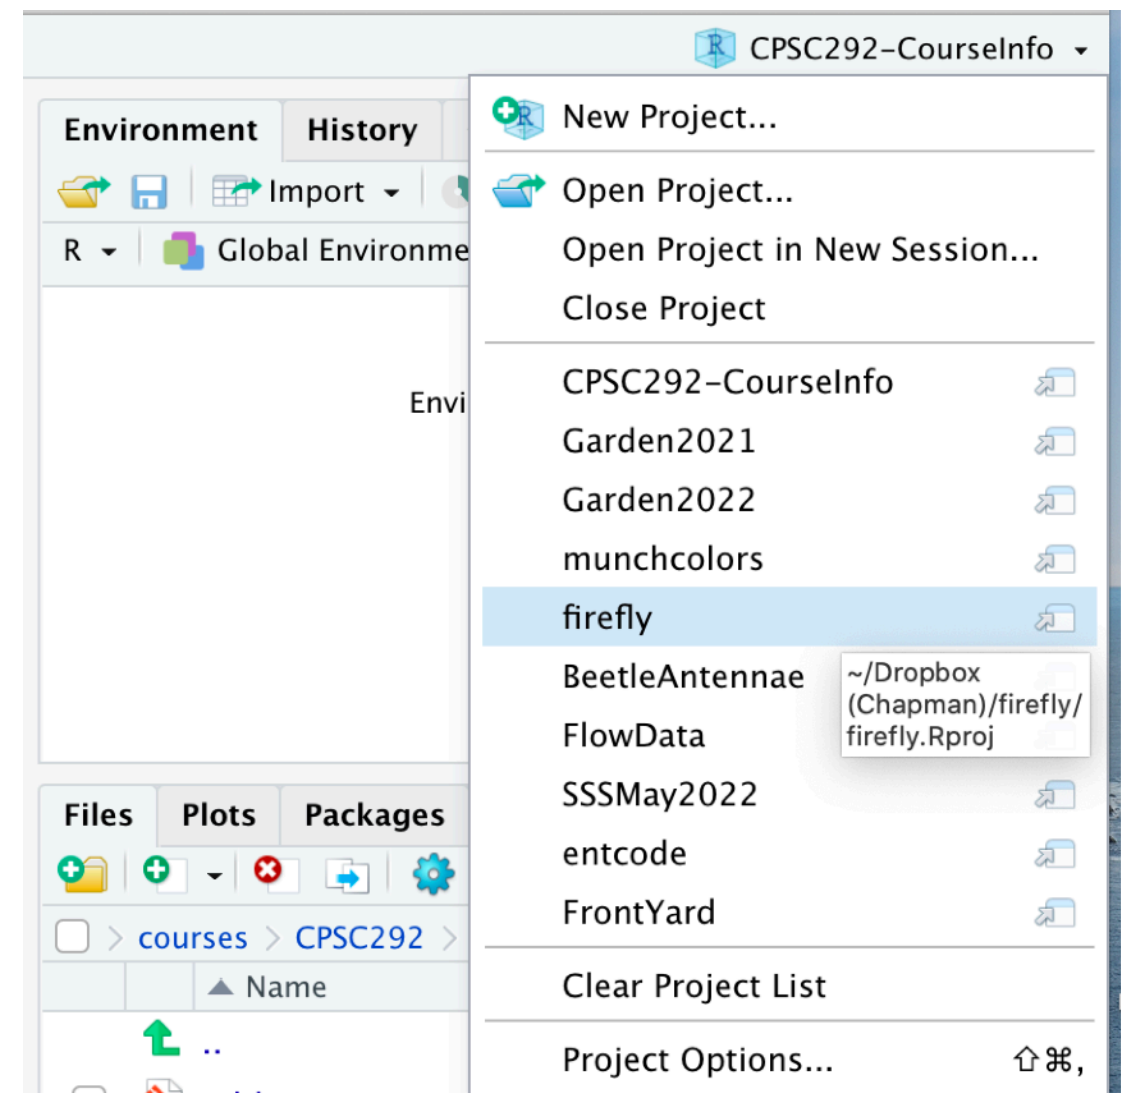 CPSC292-CourseInfo
Environment History
Import
R Global Environme
Envi
New Project...
Open Project...
Open Project in New Session...
Close Project
CPSC292-CourseInfo
Garden2021
Garden2022
munchcolors
firefly
~/Dropbox
(Chapman)/firefly/
firefly.Rproj
BeetleAntennae
FlowData
SSSMay2022
entcode
FrontYard
Clear Project List
Project Options... ⇧⌘,
Files Plots Packages
courses CPSC292
Name
..